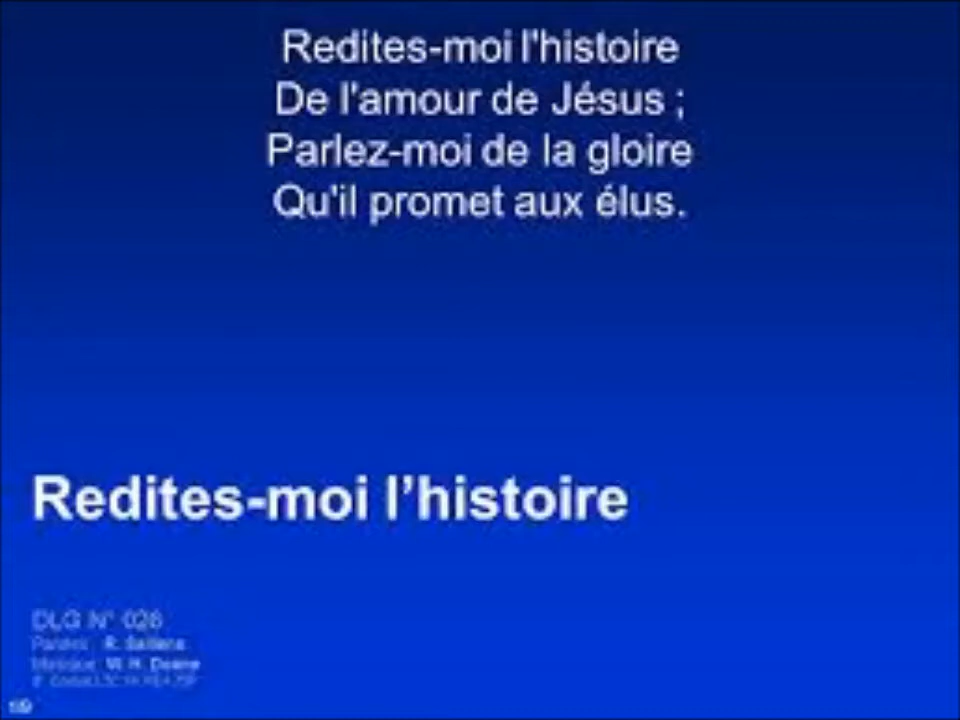 Redites-moi l'histoire
De l'amour de Jésus ;
Parlez-moi de la gloire
Qu'il promet aux élus.
Redites-moi l’histoire
DLG N° 026
Paroles : R. Saillens
Musique : W. H. Doane